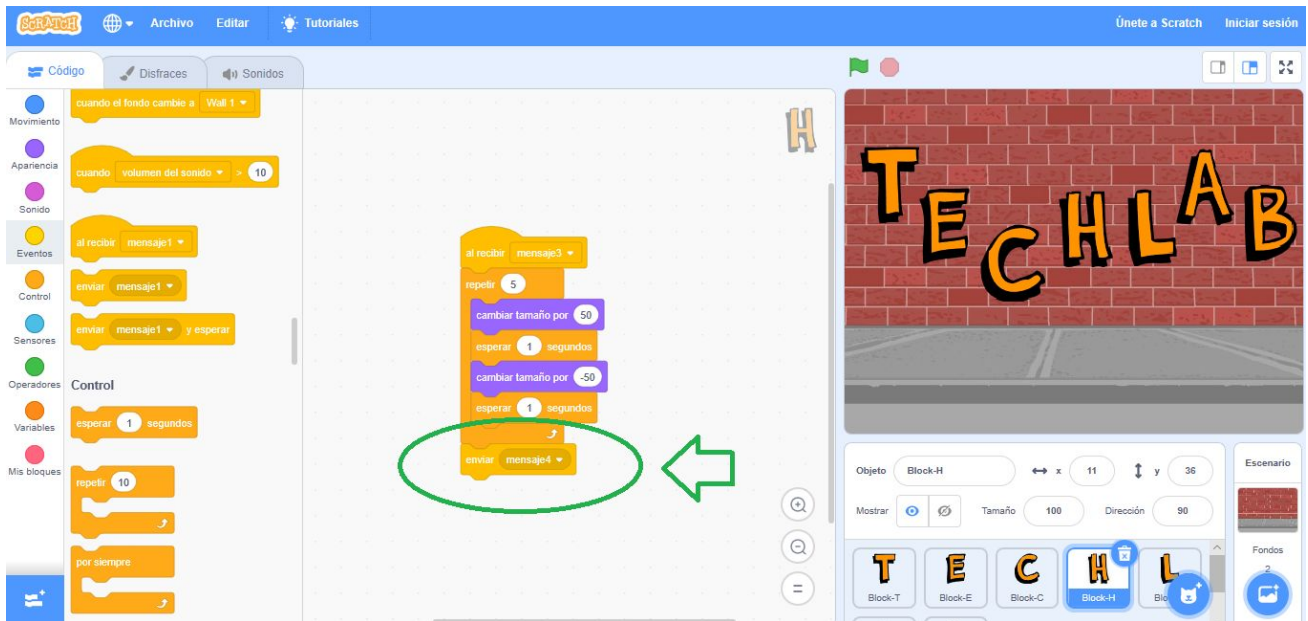 SCRATCH Archivo Editar Tutoriales Únete a Scratch Iniciar sesión
Código Disfraces Sonidos
Movimiento
Apariencia
Sonido
Eventos
Control
Sensores
Operadores
Variables
Mis bloques
cuando el fondo cambie a Wall 1
cuando volumen del sonido > 10
al recibir mensaje1
enviar mensaje1
enviar mensaje1 y esperar
Control
esperar 1 segundos
repetir 10
por siempre
H
al recibir mensaje3
repetir 5
cambiar tamaño por 50
esperar 1 segundos
cambiar tamaño por -50
esperar 1 segundos
enviar mensaje4
TECHLAB
Objeto Block-H x 11 y 36
Mostrar Tamaño 100 Dirección 90
T E C H L
Block-T Block-E Block-C Block-H
Escenario
Fondos
2